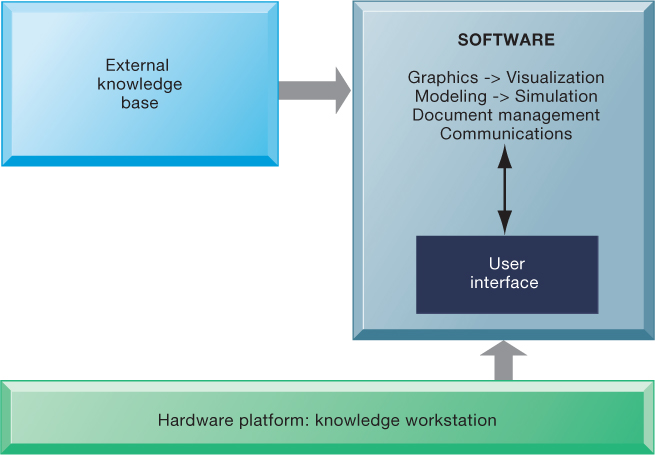 External
knowledge
base
SOFTWARE
Graphics -> Visualization
Modeling -> Simulation
Document management
Communications
User
interface
Hardware platform: knowledge workstation